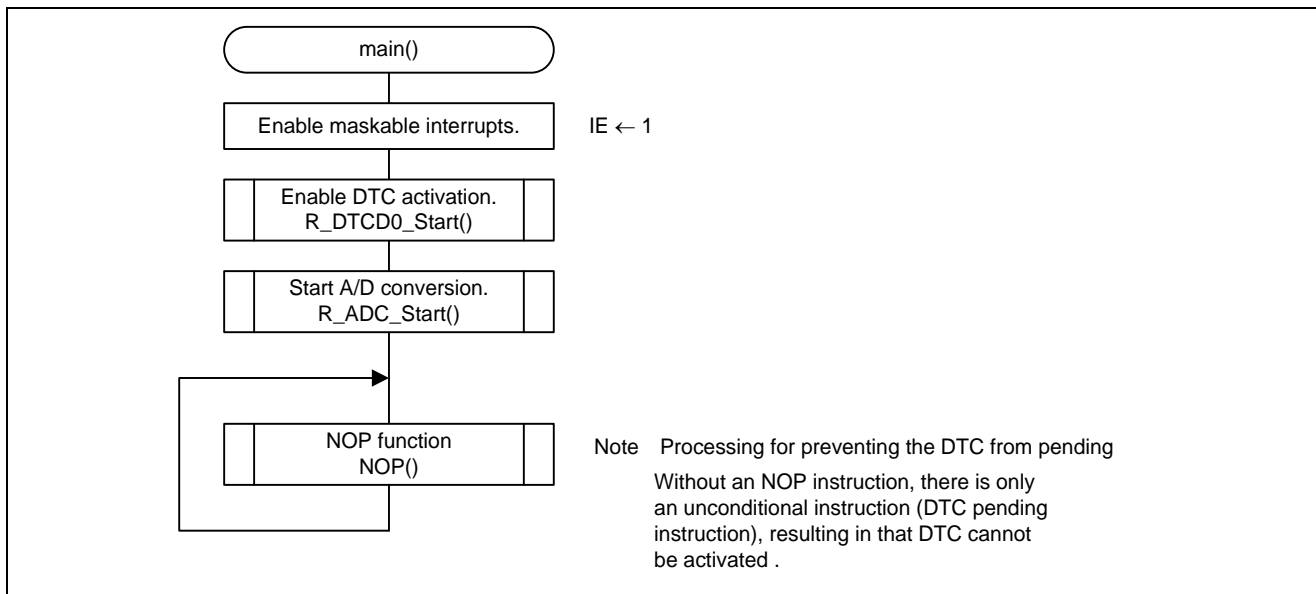 main()
Enable maskable interrupts.
IE ← 1
Enable DTC activation.
R_DTCD0_Start()
Start A/D conversion.
R_ADC_Start()
NOP function
NOP()
Note Processing for preventing the DTC from pending
Without an NOP instruction, there is only
an unconditional instruction (DTC pending
instruction), resulting in that DTC cannot
be activated .